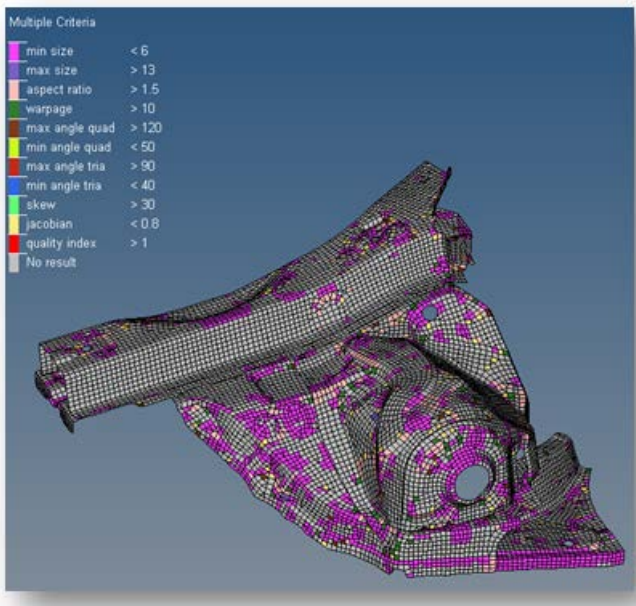 Multiple Criteria
min size < 6
max size > 13
aspect ratio > 1.5
warpage > 10
max angle quad > 120
min angle quad < 50
max angle tria > 90
min angle tria < 40
skew > 30
jacobian < 0.8
quality index > 1
No result